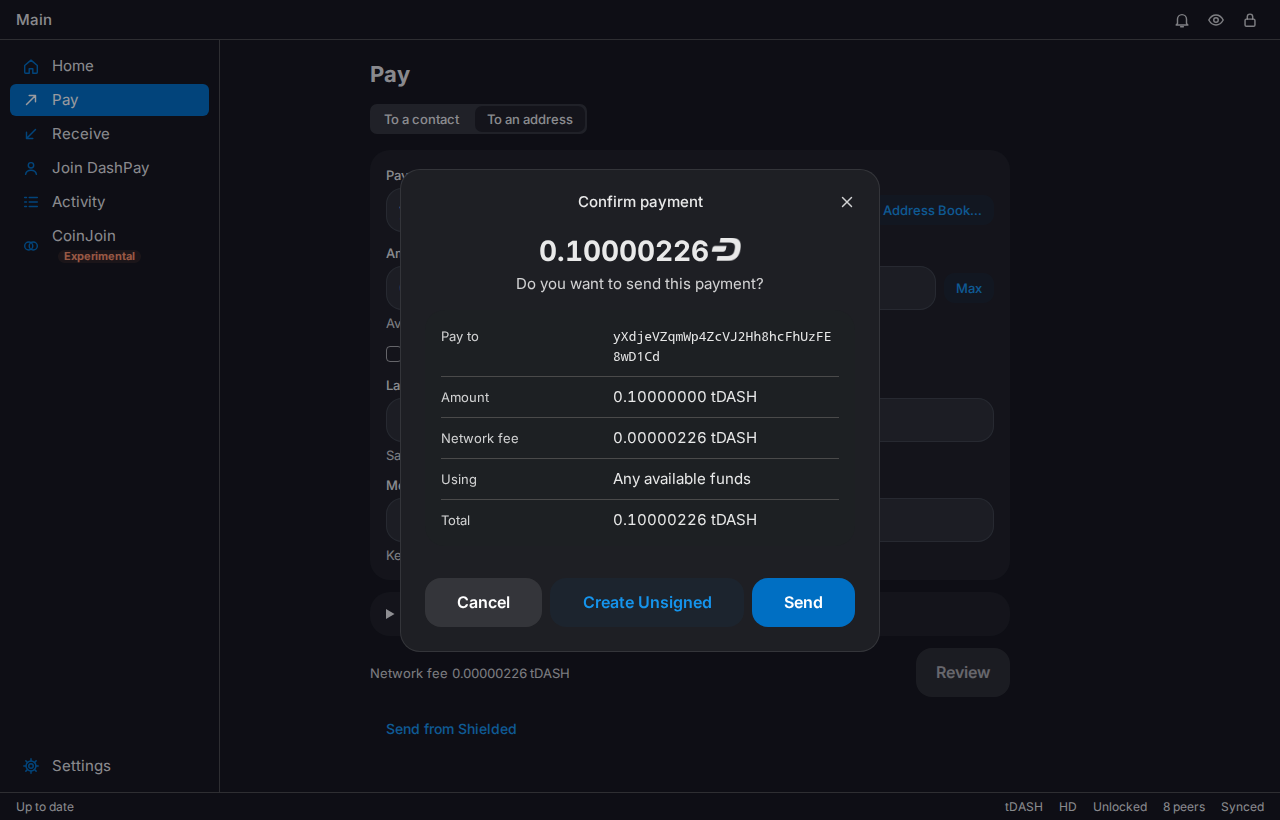 Main
Home
Pay
Receive
Join DashPay
Activity
CoinJoin
Experimental
Settings
Pay
To a contact
To an address
Address Book...
Max
Confirm payment
0.10000226
Do you want to send this payment?
Pay to
yXdjeVZqmWp4ZcVJ2Hh8hcFhUzFE
8wD1Cd
Amount
0.10000000 tDASH
Network fee
0.00000226 tDASH
Using
Any available funds
Total
0.10000226 tDASH
Cancel
Create Unsigned
Send
Network fee 0.00000226 tDASH
Review
Send from Shielded
Up to date
tDASH
HD
Unlocked
8 peers
Synced